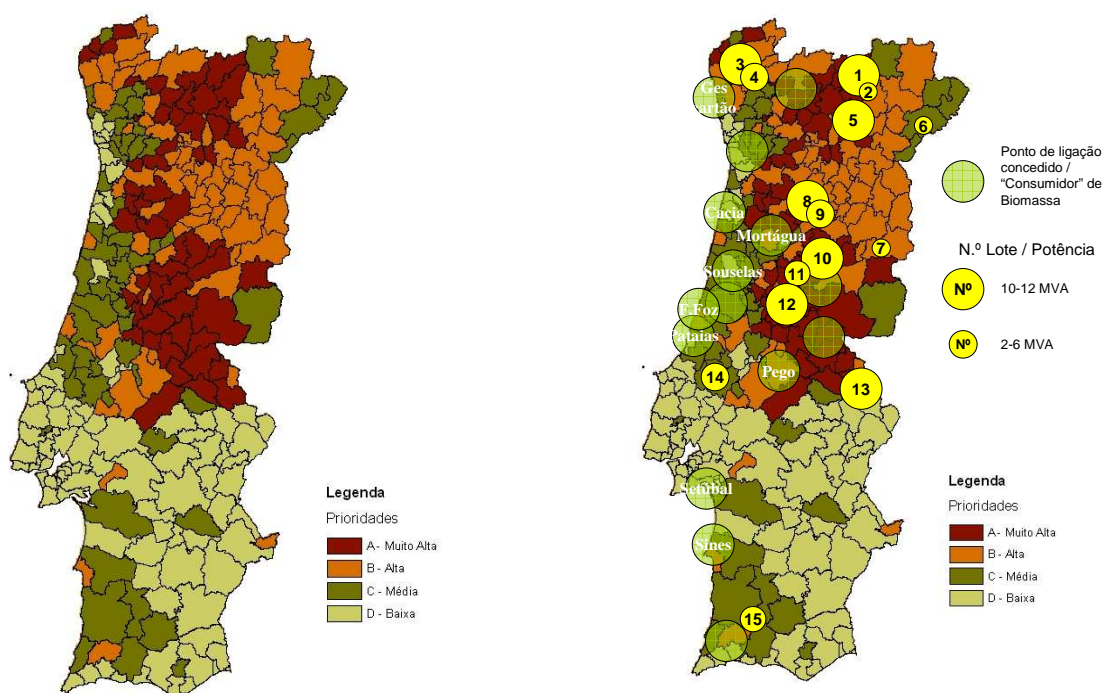 Legenda
Prioridades
A- Muito Alta
B - Alta
C - Média
D - Baixa
3
4
1
2
5
6
Ges
artão
8
9
Cacia
Mortágua
7
10
11
Souselas
12
F.Foz
Pataias
Pego
14
13
Setúbal
Sines
15
Ponto de ligação
concedido /
“Consumidor” de
Biomassa
N.º Lote / Potência
Nº
10-12 MVA
Nº
2-6 MVA
Legenda
Prioridades
A- Muito Alta
B - Alta
C - Média
D - Baixa